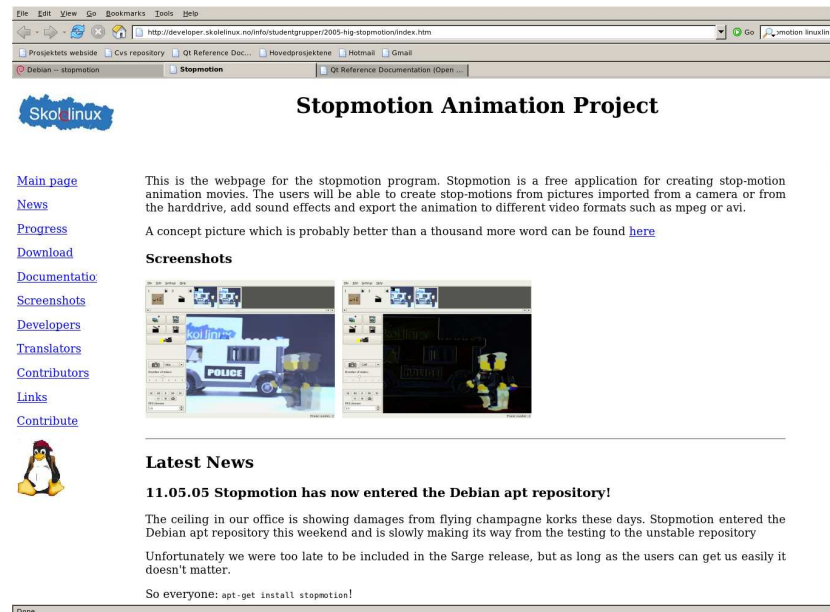 File Edit View Go Bookmarks Tools Help
http://developer.skolelinux.no/info/studentgrupper/2005-hig-stopmotion/index.htm
Go
Prosjektets webside Cvs repository Qt Reference Doc... Hovedprosjektene Hotmail Gmail
Debian -- stopmotion Stopmotion Qt Reference Documentation (Open ...
Skolelinux
Stopmotion Animation Project
Main page
News
Progress
Download
Documentatio
Screenshots
Developers
Translators
Contributors
Links
Contribute
This is the webpage for the stopmotion program. Stopmotion is a free application for creating stop-motion
animation movies. The users will be able to create stop-motions from pictures imported from a camera or from
the harddrive, add sound effects and export the animation to different video formats such as mpeg or avi.
A concept picture which is probably better than a thousand more word can be found here
Screenshots
POLICE
Latest News
11.05.05 Stopmotion has now entered the Debian apt repository!
The ceiling in our office is showing damages from flying champagne korks these days. Stopmotion entered the
Debian apt repository this weekend and is slowly making its way from the testing to the unstable repository
Unfortunately we were too late to be included in the Sarge release, but as long as the users can get us easily it
doesn't matter.
So everyone: apt-get install stopmotion!
Done